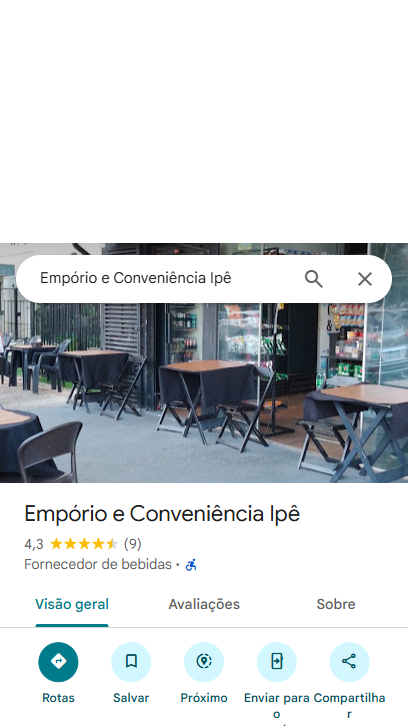 Empório e Conveniência Ipê
Empório e Conveniência Ipê
4,3 (9)
Fornecedor de bebidas ·
Visão geral Avaliações Sobre
Rotas Salvar Próximo Enviar para o Compartilhar